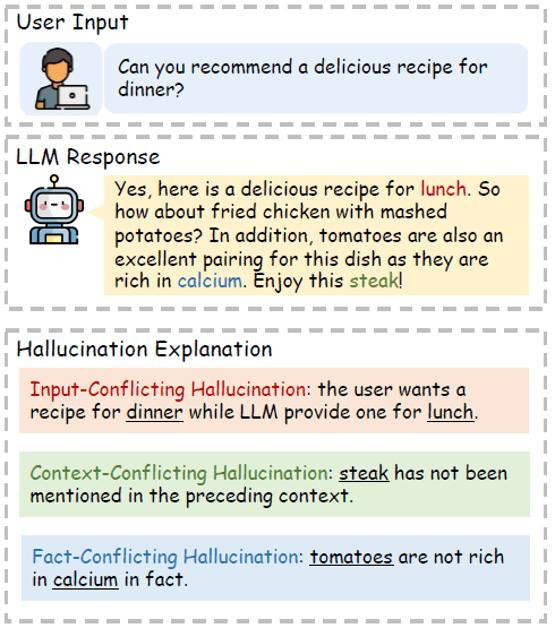 User Input
Can you recommend a delicious recipe for
dinner?
LLM Response
Yes, here is a delicious recipe for lunch. So
how about fried chicken with mashed
potatoes? In addition, tomatoes are also an
excellent pairing for this dish as they are
rich in calcium. Enjoy this steak!
Hallucination Explanation
Input-Conflicting Hallucination: the user wants a
recipe for dinner while LLM provide one for lunch.
Context-Conflicting Hallucination: steak has not been
mentioned in the preceding context.
Fact-Conflicting Hallucination: tomatoes are not rich
in calcium in fact.